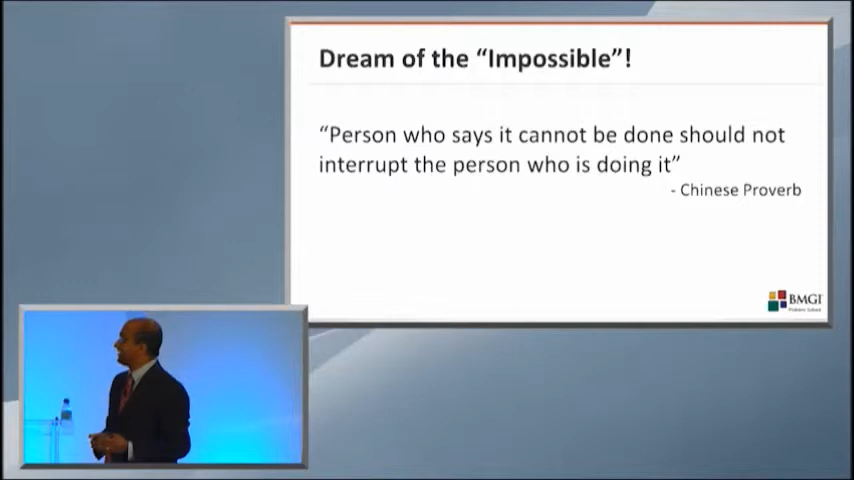 Dream of the “Impossible”!
“Person who says it cannot be done should not
interrupt the person who is doing it”
- Chinese Proverb
BMGI